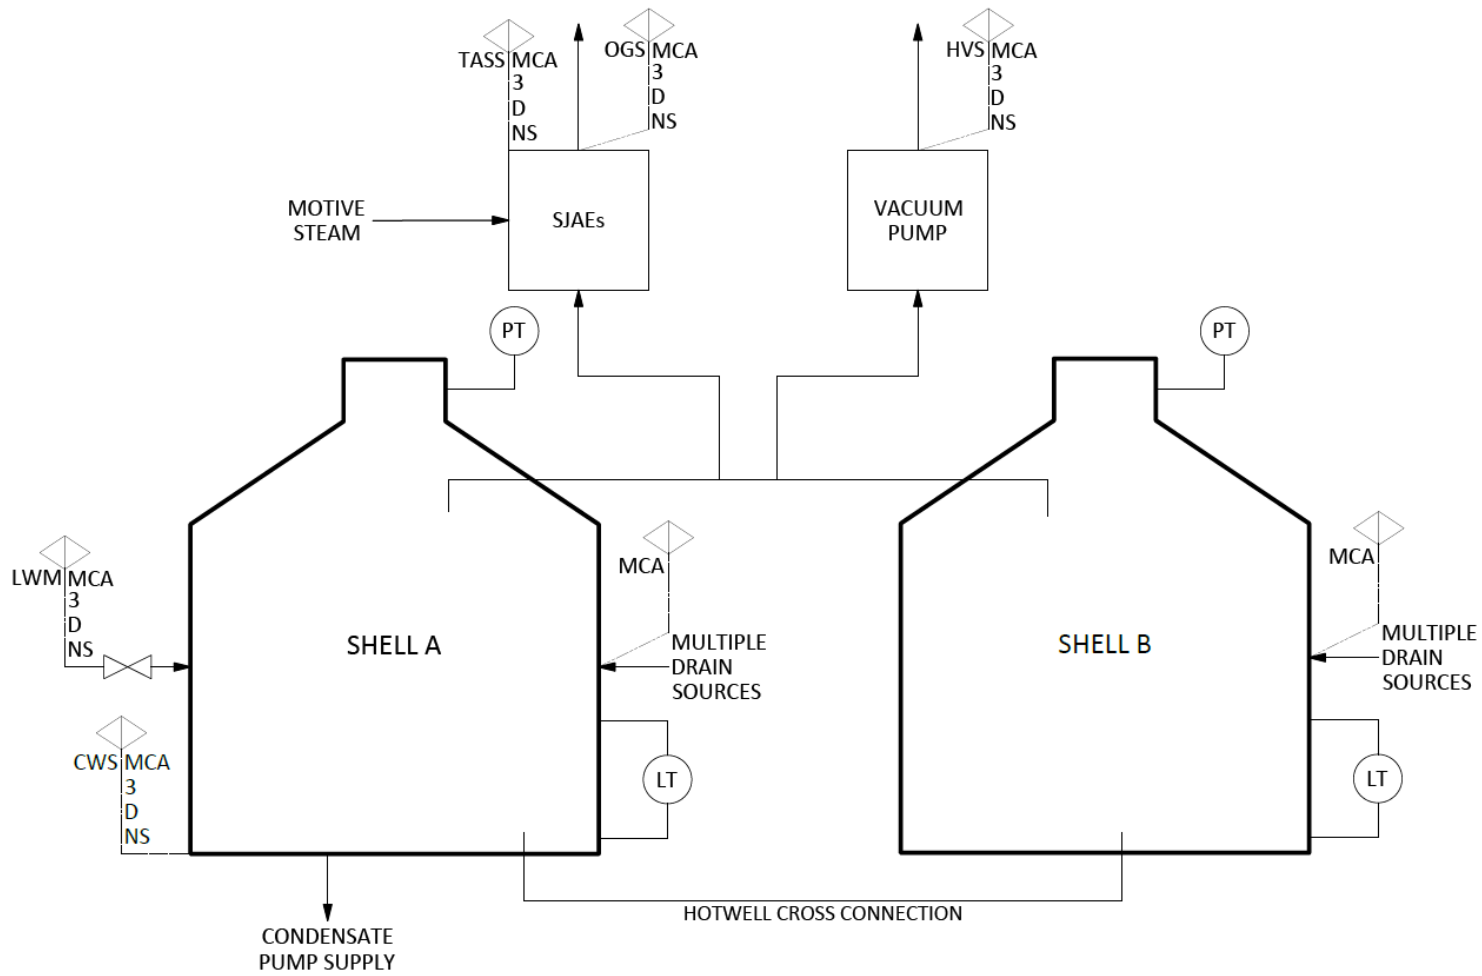 TASS MCA
3
D
NS
OGS MCA
3
D
NS
HVS MCA
3
D
NS
MOTIVE
STEAM
SJAEs
VACUUM
PUMP
PT
PT
LWM MCA
3
D
NS
MCA
MULTIPLE
DRAIN
SOURCES
SHELL A
MCA
MULTIPLE
DRAIN
SOURCES
SHELL B
CWS MCA
3
D
NS
LT
LT
HOTWELL CROSS CONNECTION
CONDENSATE
PUMP SUPPLY